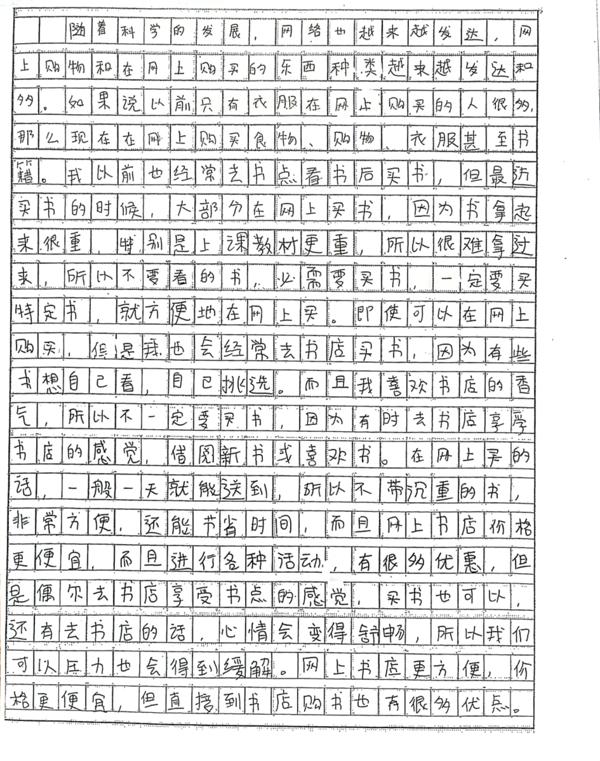 随着科学的发展，网络也越来越发达，网
上购物和在网上购买的东西种类越来越发达和
多。如果说以前只有衣服在网上购买的人很多，
那么现在在网上购买食物、购物、衣服甚至书
籍。我以前也经常去书点看书后买书，但最近
买书的时候，大部分在网上买书，因为书拿起
来很重，特别是上课教材更重，所以很难拿过
来，所以不要看的书，必需要买书，一定要买
特定书，就方便地在网上买。即使可以在网上
购买，但是我也会经常去书店买书，因为有些
书想自己看，自己挑选。而且我喜欢书店的香
气，所以不一定要买书，因为有时去书店享受
书店的感觉，借阅新书或喜欢书。在网上买的
话，一般一天就能送到，所以不带沉重的书，
非常方便，还能书省时间，而且网上书店价格
更便宜，而且进行各种活动，有很多优惠，但
是偶尔去书店享受书点的感觉，买书也可以，
还有去书店的话，心情会变得舒畅，所以我们
可以压力也会得到缓解。网上书店更方便，价
格更便宜，但直接到书店购书也有很多优点。